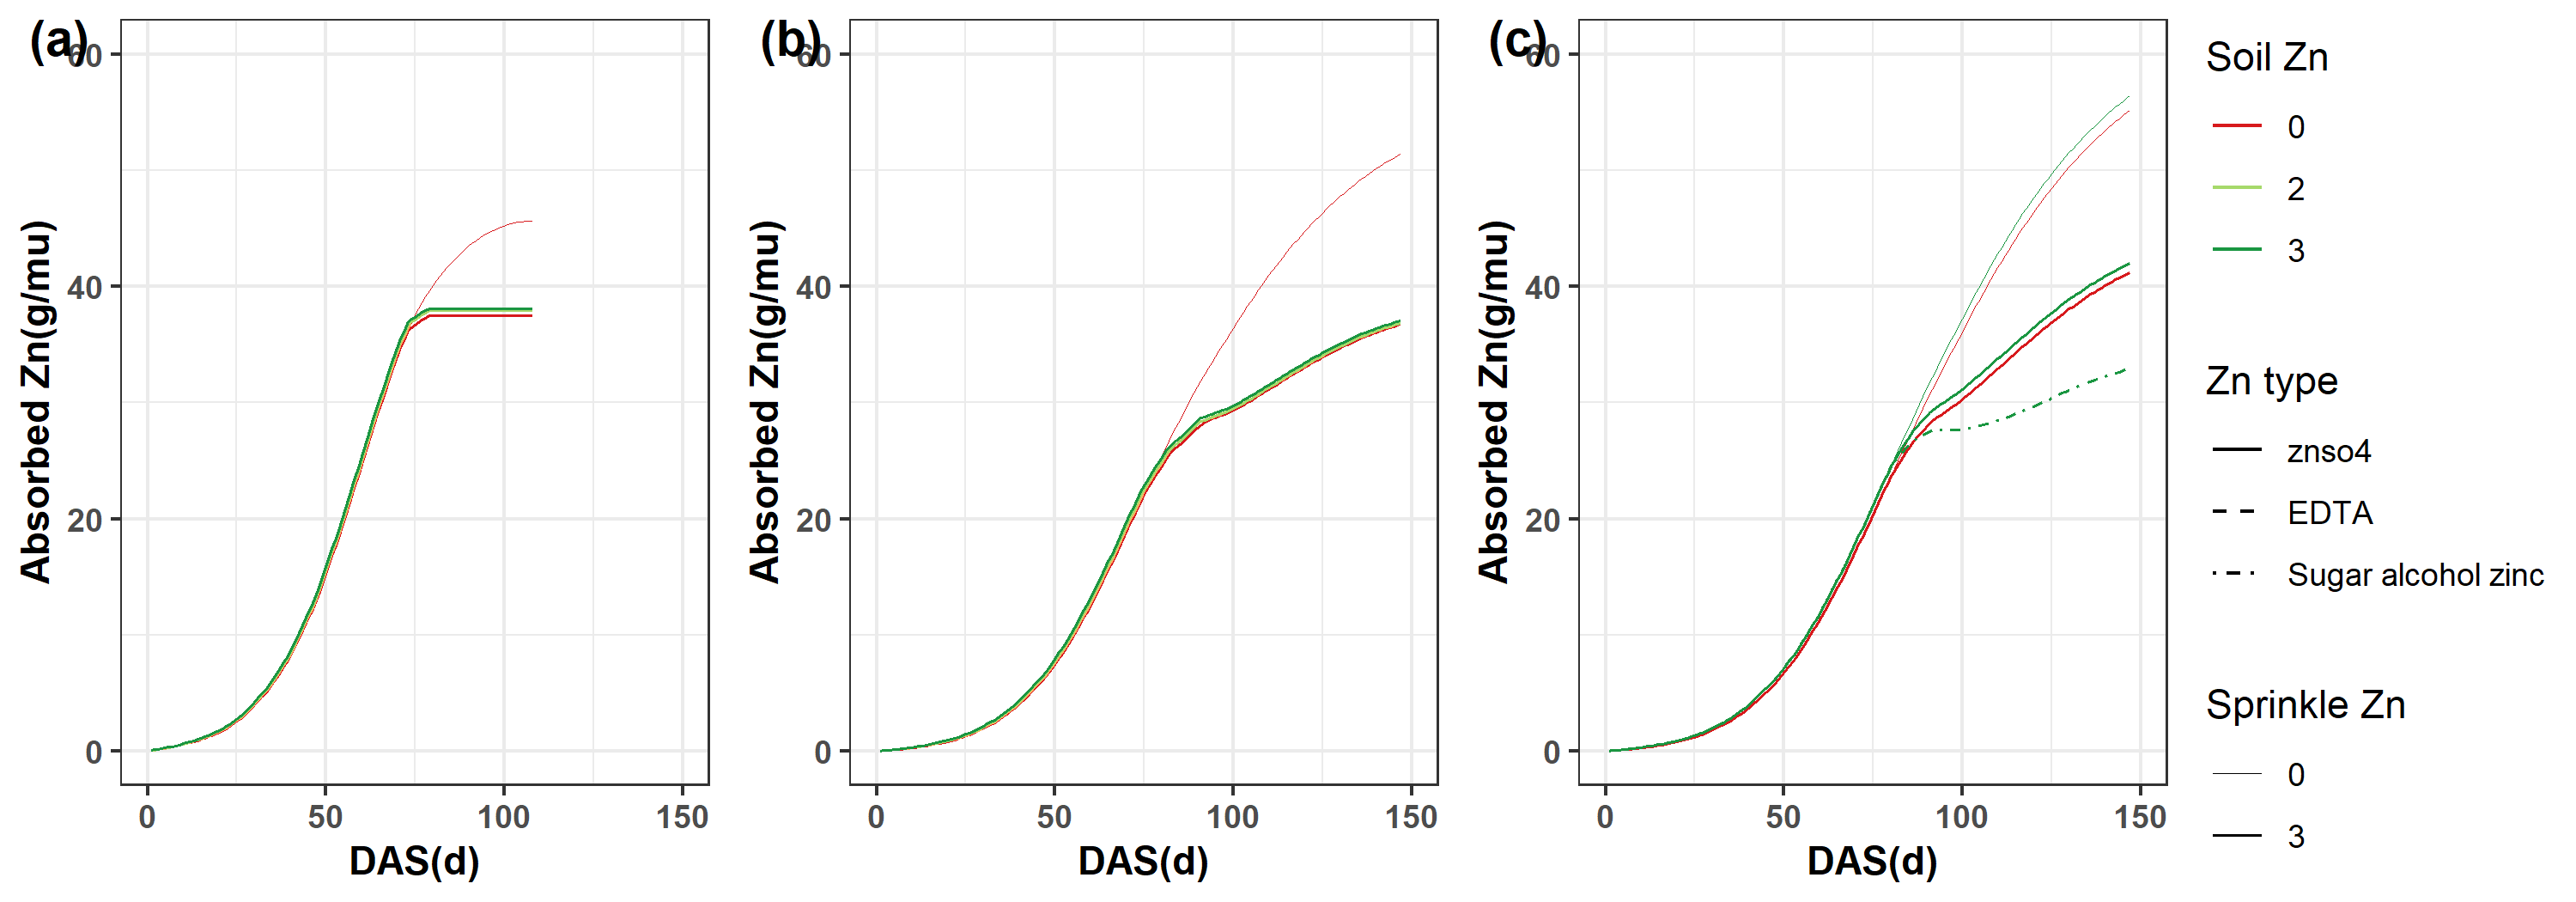 (a)
60
40
20
0
Absorbed Zn(g/mu)
0 50 100 150
DAS(d)
(b)
60
40
20
0
Absorbed Zn(g/mu)
0 50 100 150
DAS(d)
(c)
60
40
20
0
Absorbed Zn(g/mu)
0 50 100 150
DAS(d)
Soil Zn
0
2
3
Zn type
znso4
EDTA
Sugar alcohol zinc
Sprinkle Zn
0
3